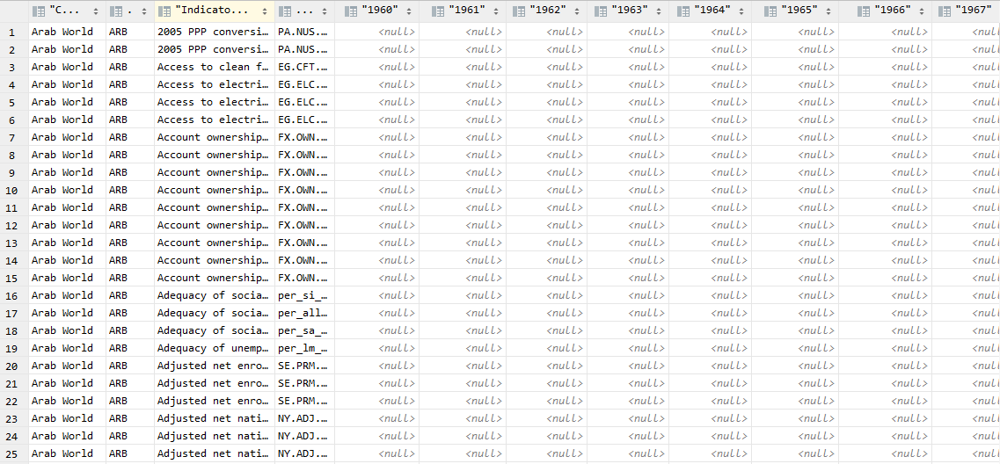 "C... . "Indicato... ... "1960" "1961" "1962" "1963" "1964" "1965" "1966" "1967"
1 Arab World ARB 2005 PPP conversi... PA.NUS.... <null> <null> <null> <null> <null> <null> <null> <nul
2 Arab World ARB 2005 PPP conversi... PA.NUS.... <null> <null> <null> <null> <null> <null> <null> <nul
3 Arab World ARB Access to clean f... EG.CFT.... <null> <null> <null> <null> <null> <null> <null> <nul
4 Arab World ARB Access to electri... EG.ELC.... <null> <null> <null> <null> <null> <null> <null> <nul
5 Arab World ARB Access to electri... EG.ELC.... <null> <null> <null> <null> <null> <null> <null> <nul
6 Arab World ARB Access to electri... EG.ELC.... <null> <null> <null> <null> <null> <null> <null> <nul
7 Arab World ARB Account ownership... FX.OWN.... <null> <null> <null> <null> <null> <null> <null> <nul
8 Arab World ARB Account ownership... FX.OWN.... <null> <null> <null> <null> <null> <null> <null> <nul
9 Arab World ARB Account ownership... FX.OWN.... <null> <null> <null> <null> <null> <null> <null> <nul
10 Arab World ARB Account ownership... FX.OWN.... <null> <null> <null> <null> <null> <null> <null> <nul
11 Arab World ARB Account ownership... FX.OWN.... <null> <null> <null> <null> <null> <null> <null> <nul
12 Arab World ARB Account ownership... FX.OWN.... <null> <null> <null> <null> <null> <null> <null> <nul
13 Arab World ARB Account ownership... FX.OWN.... <null> <null> <null> <null> <null> <null> <null> <nul
14 Arab World ARB Account ownership... FX.OWN.... <null> <null> <null> <null> <null> <null> <null> <nul
15 Arab World ARB Account ownership... FX.OWN.... <null> <null> <null> <null> <null> <null> <null> <nul
16 Arab World ARB Adequacy of socia... per_si_... <null> <null> <null> <null> <null> <null> <null> <nul
17 Arab World ARB Adequacy of socia... per_all... <null> <null> <null> <null> <null> <null> <null> <nul
18 Arab World ARB Adequacy of socia... per_sa_... <null> <null> <null> <null> <null> <null> <null> <nul
19 Arab World ARB Adequacy of unemp... per_lm_... <null> <null> <null> <null> <null> <null> <null> <nul
20 Arab World ARB Adjusted net enro... SE.PRM.... <null> <null> <null> <null> <null> <null> <null> <nul
21 Arab World ARB Adjusted net enro... SE.PRM.... <null> <null> <null> <null> <null> <null> <null> <nul
22 Arab World ARB Adjusted net enro... SE.PRM.... <null> <null> <null> <null> <null> <null> <null> <nul
23 Arab World ARB Adjusted net nati... NY.ADJ.... <null> <null> <null> <null> <null> <null> <null> <nul
24 Arab World ARB Adjusted net nati... NY.ADJ.... <null> <null> <null> <null> <null> <null> <null> <nul
25 Arab World ARB Adjusted net nati... NY.ADJ.... <null> <null> <null> <null> <null> <null> <null> <nul